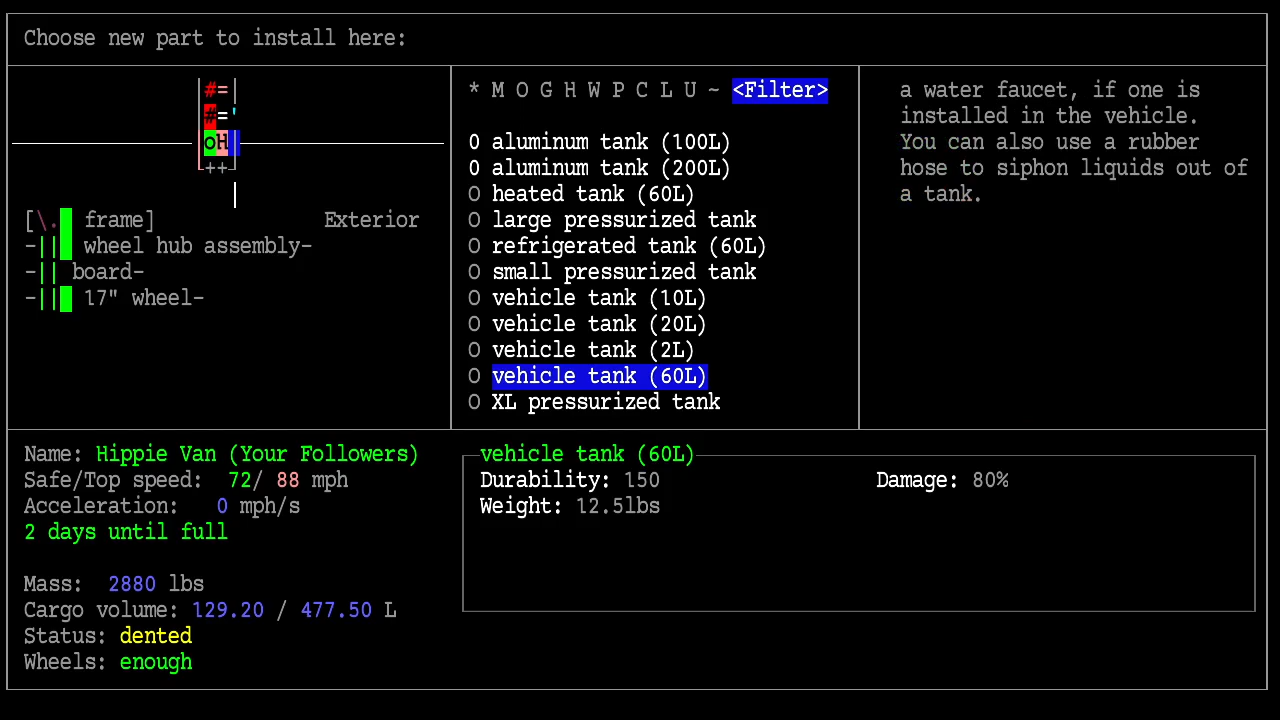 Choose new part to install here:
#=|
#='
oH|
++
[\. frame] Exterior
-|| wheel hub assembly-
-|| board-
-|| 17" wheel-
* M O G H W P C L U ~ <Filter>
O aluminum tank (100L)
O aluminum tank (200L)
O heated tank (60L)
O large pressurized tank
O refrigerated tank (60L)
O small pressurized tank
O vehicle tank (10L)
O vehicle tank (20L)
O vehicle tank (2L)
O vehicle tank (60L)
O XL pressurized tank
a water faucet, if one is
installed in the vehicle.
You can also use a rubber
hose to siphon liquids out of
a tank.
Name: Hippie Van (Your Followers)
Safe/Top speed: 72/ 88 mph
Acceleration: 0 mph/s
2 days until full
Mass: 2880 lbs
Cargo volume: 129.20 / 477.50 L
Status: dented
Wheels: enough
vehicle tank (60L)
Durability: 150 Damage: 80%
Weight: 12.5lbs